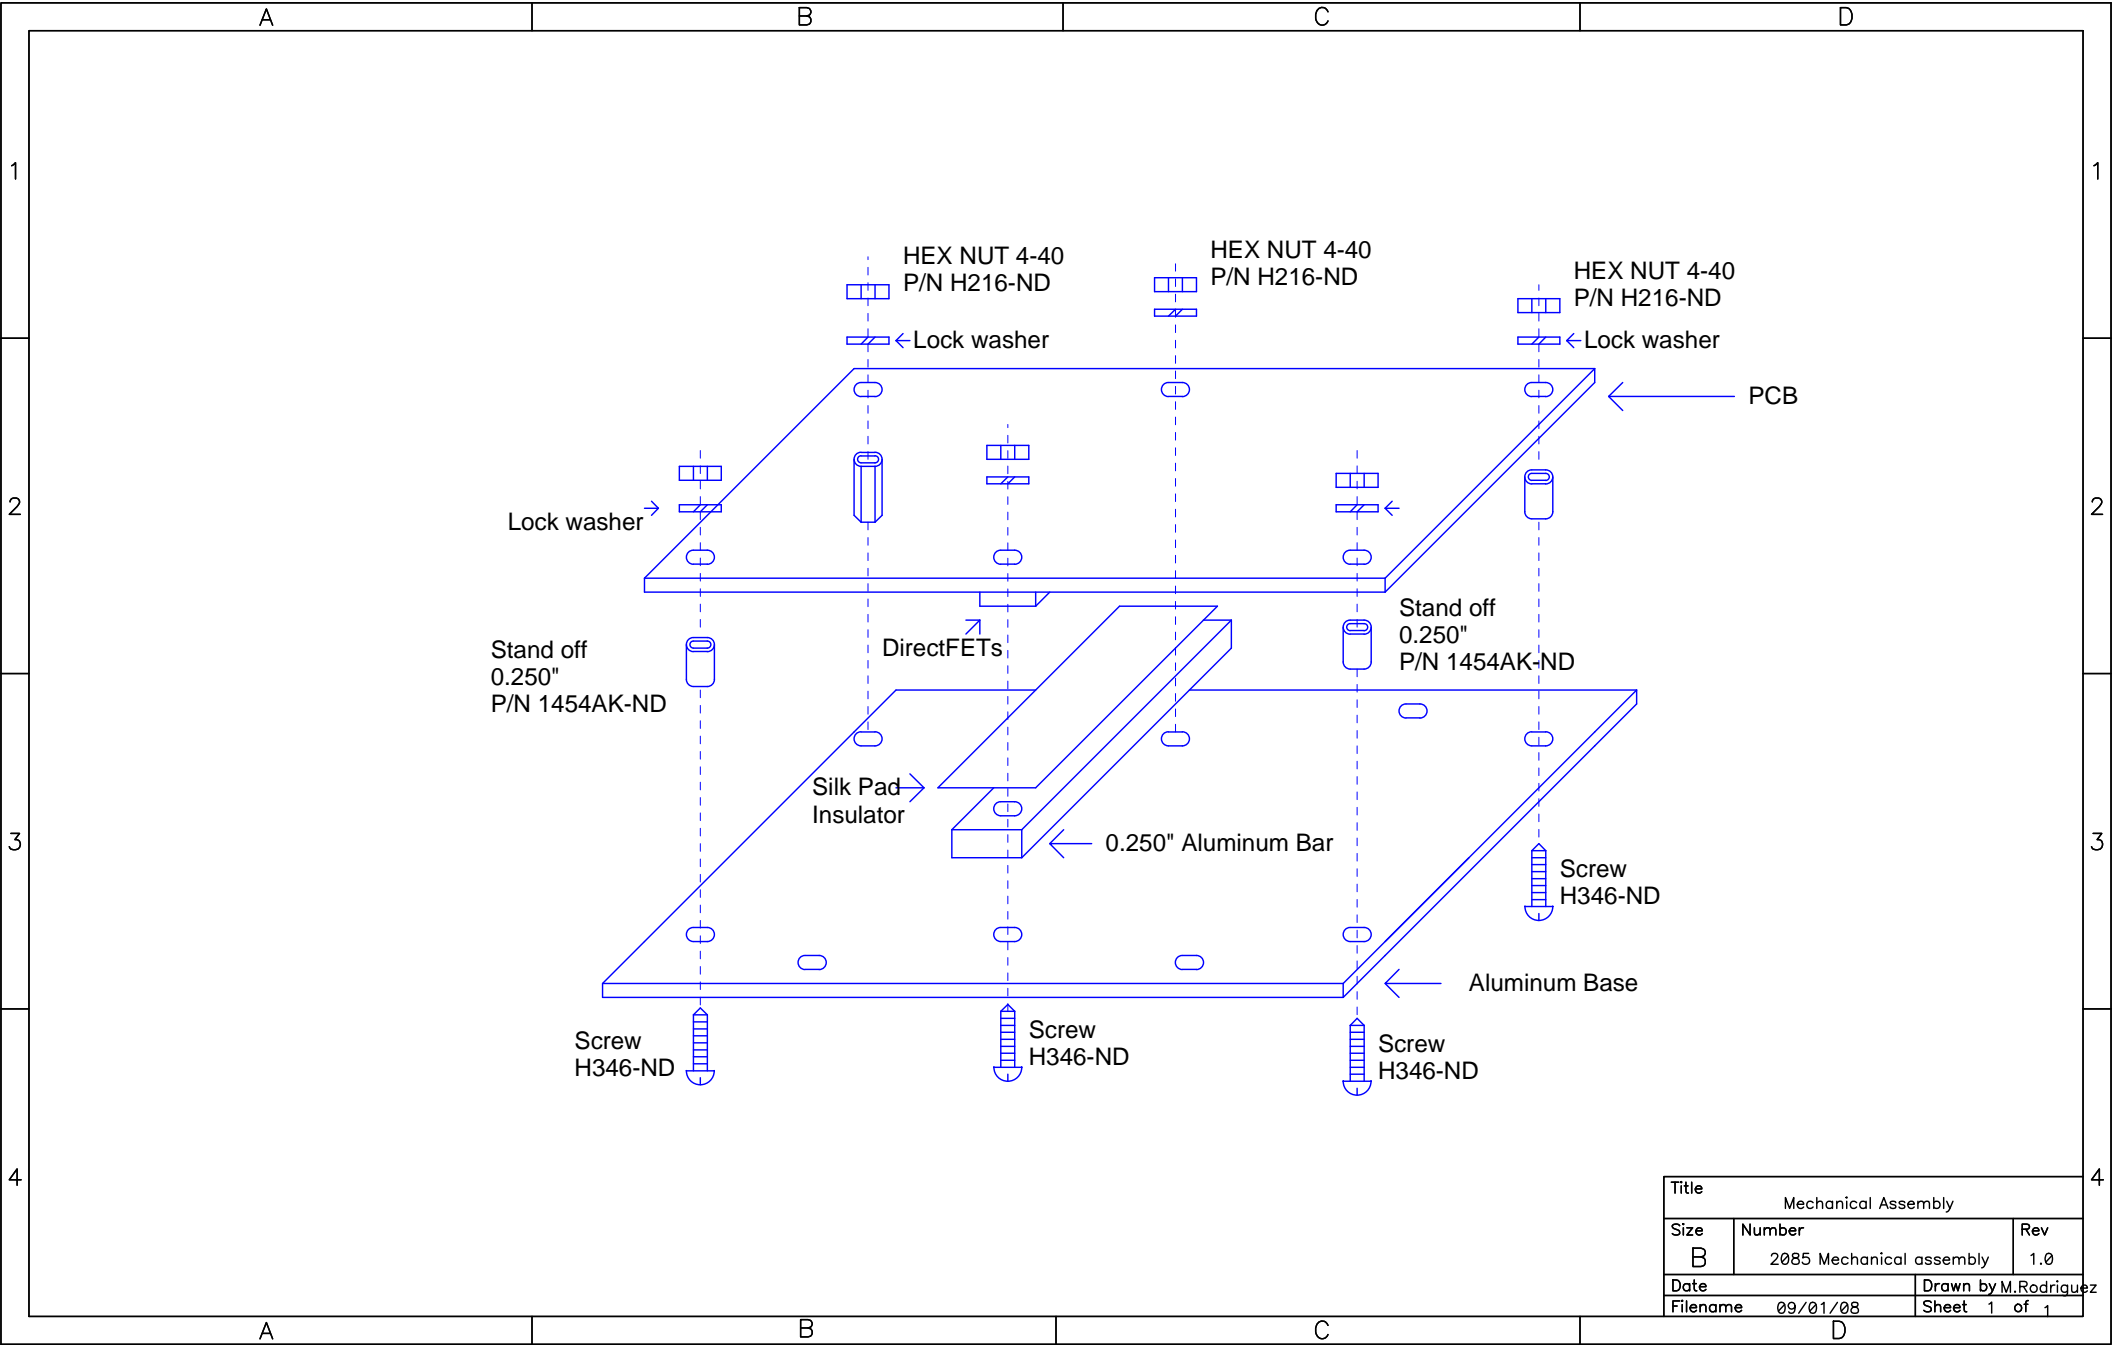 A
B
C
D
1
1
HEX NUT 4-40
P/N H216-ND
HEX NUT 4-40
P/N H216-ND
HEX NUT 4-40
P/N H216-ND
Lock washer
Lock washer
PCB
2
2
Lock washer
Stand off
0.250"
P/N 1454AK-ND
DirectFETs
Stand off
0.250"
P/N 1454AK-ND
Silk Pad
Insulator
0.250" Aluminum Bar
3
3
Screw
H346-ND
Aluminum Base
Screw
H346-ND
Screw
H346-ND
Screw
H346-ND
4
4
Title
Mechanical Assembly
Size
Number
Rev
B
2085 Mechanical assembly
1.0
Date
Drawn by M.Rodriguez
Filename 09/01/08
Sheet 1 of 1
A
B
C
D